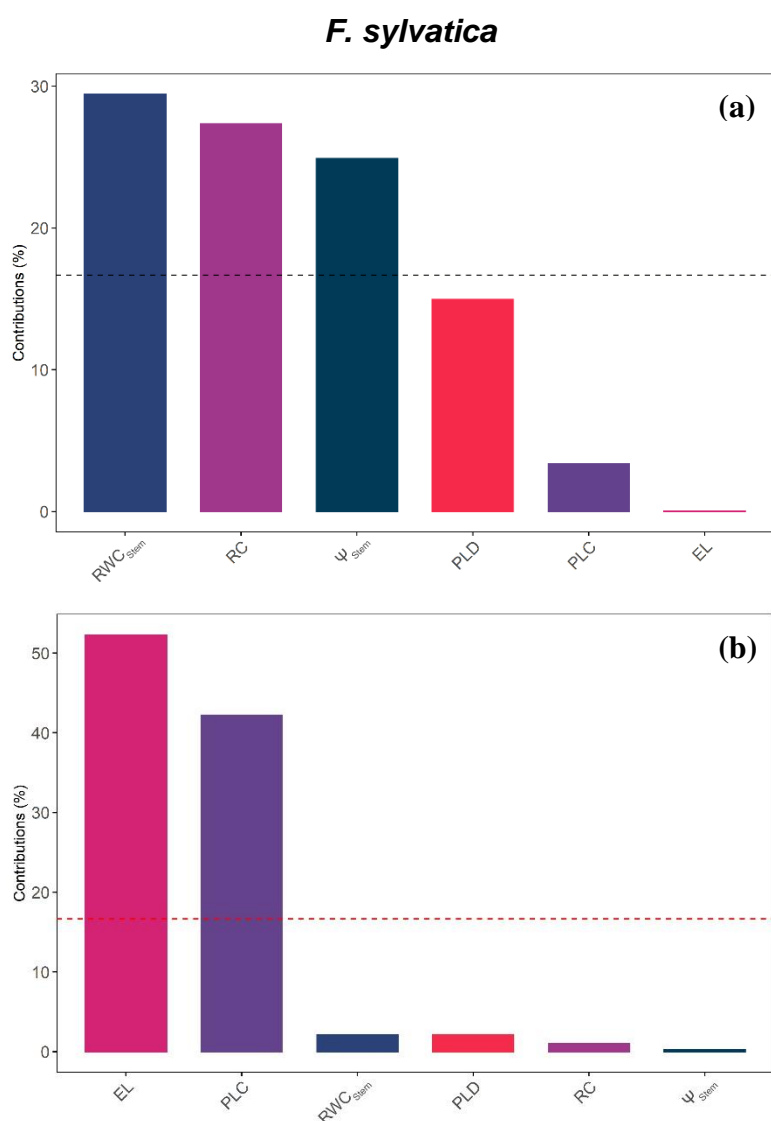 F. sylvatica
(a)
Contributions (%)
30
20
10
0
RWC Stem
RC
Ψ Stem
PLD
PLC
EL
(b)
Contributions (%)
50
40
30
20
10
0
EL
PLC
RWC Stem
PLD
RC
Ψ Stem